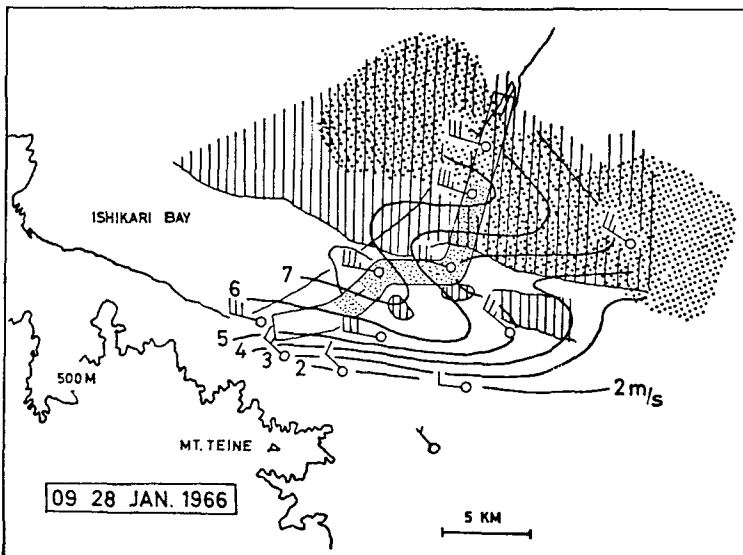 ISHIKARI BAY
7
6
5
4
3
2
2 m/s
500 M
MT. TEINE
09 28 JAN. 1966
5 KM